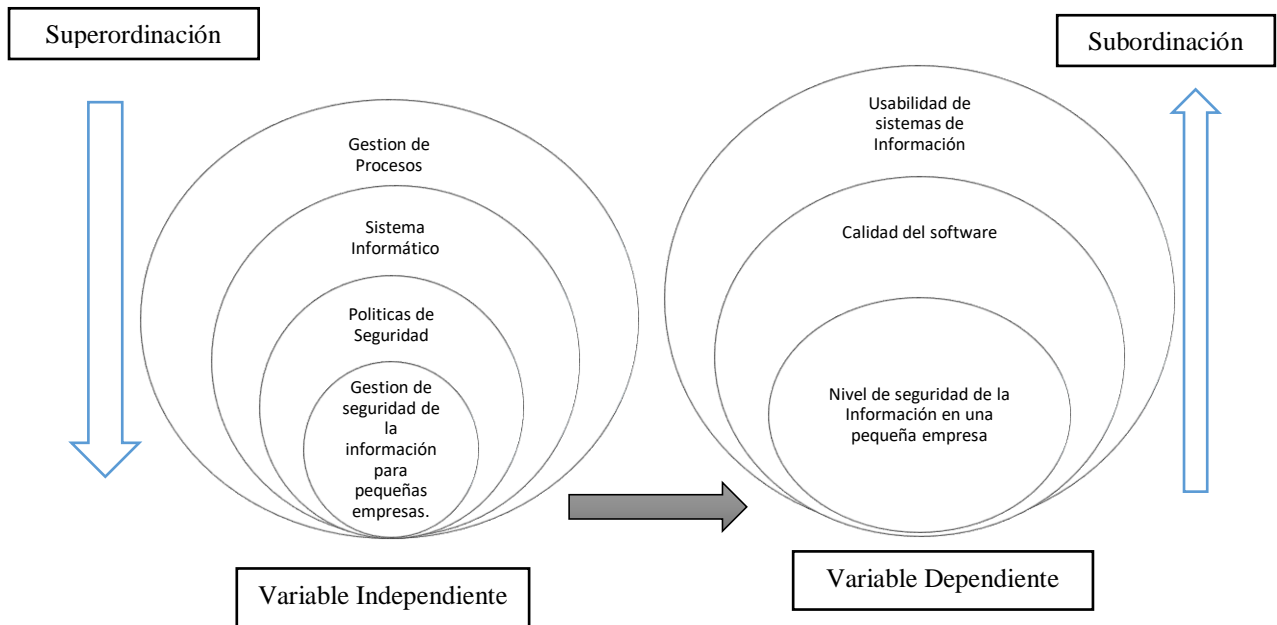 Superordinación
Subordinación
Gestion de
Procesos
Sistema
Informático
Politicas de
Seguridad
Gestion de
seguridad de
la
información
para
pequeñas
empresas.
Usabilidad de
sistemas de
Información
Calidad del software
Nivel de seguridad de la
Información en una
pequeña empresa
Variable Independiente
Variable Dependiente